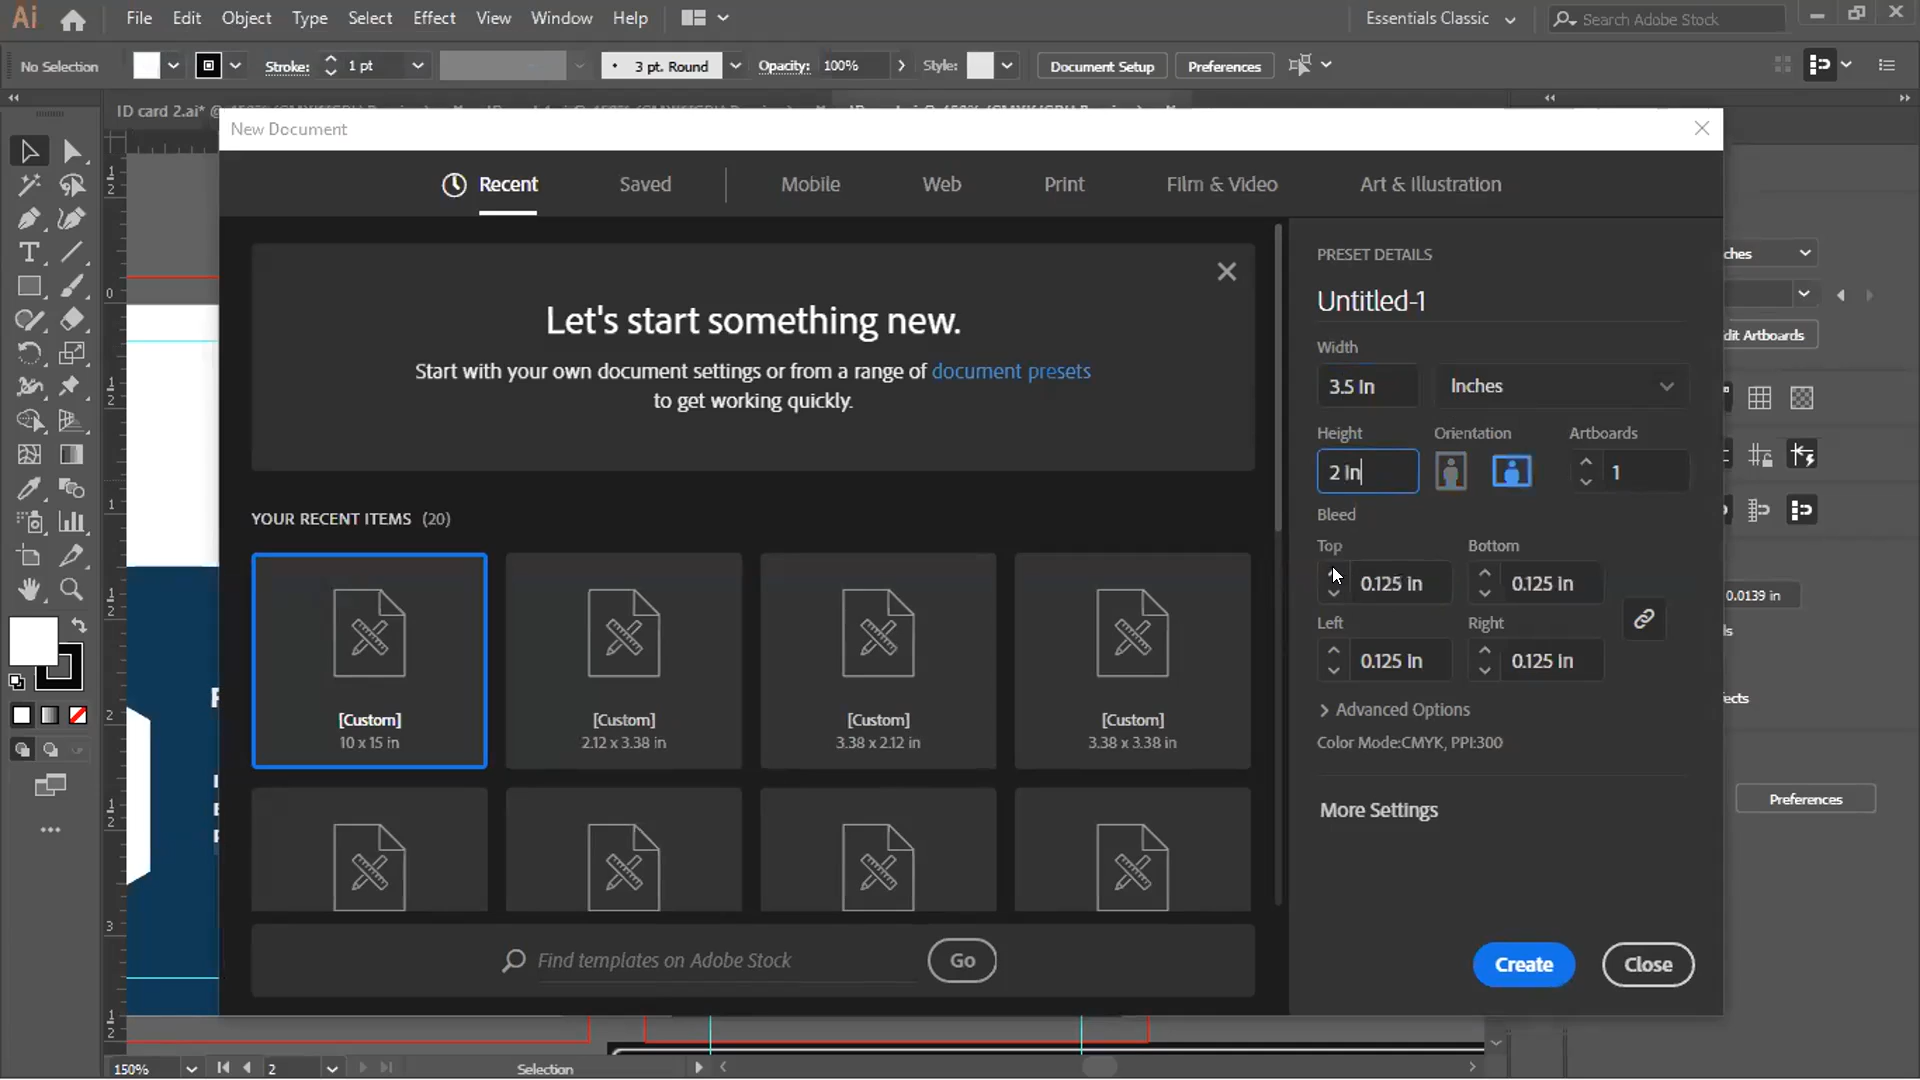 Ai File Edit Object Type Select Effect View Window Help Essentials Classic Search Adobe Stock
No Selection Stroke: 1 pt 3 pt. Round Opacity: 100% Style: Document Setup Preferences
ID card 2.ai* @
New Document
Recent Saved Mobile Web Print Film & Video Art & Illustration
Let's start something new.
Start with your own document settings or from a range of document presets
to get working quickly.
YOUR RECENT ITEMS (20)
[Custom] [Custom] [Custom] [Custom]
10 x 15 in 2.12 x 3.38 in 3.38 x 2.12 in 3.38 x 3.38 in
Find templates on Adobe Stock Go
PRESET DETAILS
Untitled-1
Width
3.5 in Inches
Height Orientation Artboards
2 in 1
Bleed
Top Bottom
0.125 in 0.125 in
Left Right
0.125 in 0.125 in
Advanced Options
Color Mode:CMYK, PPI:300
More Settings
Create Close
ches
dit Artboards
0.0139 in
ls
ects
Preferences
150% 2 Selection